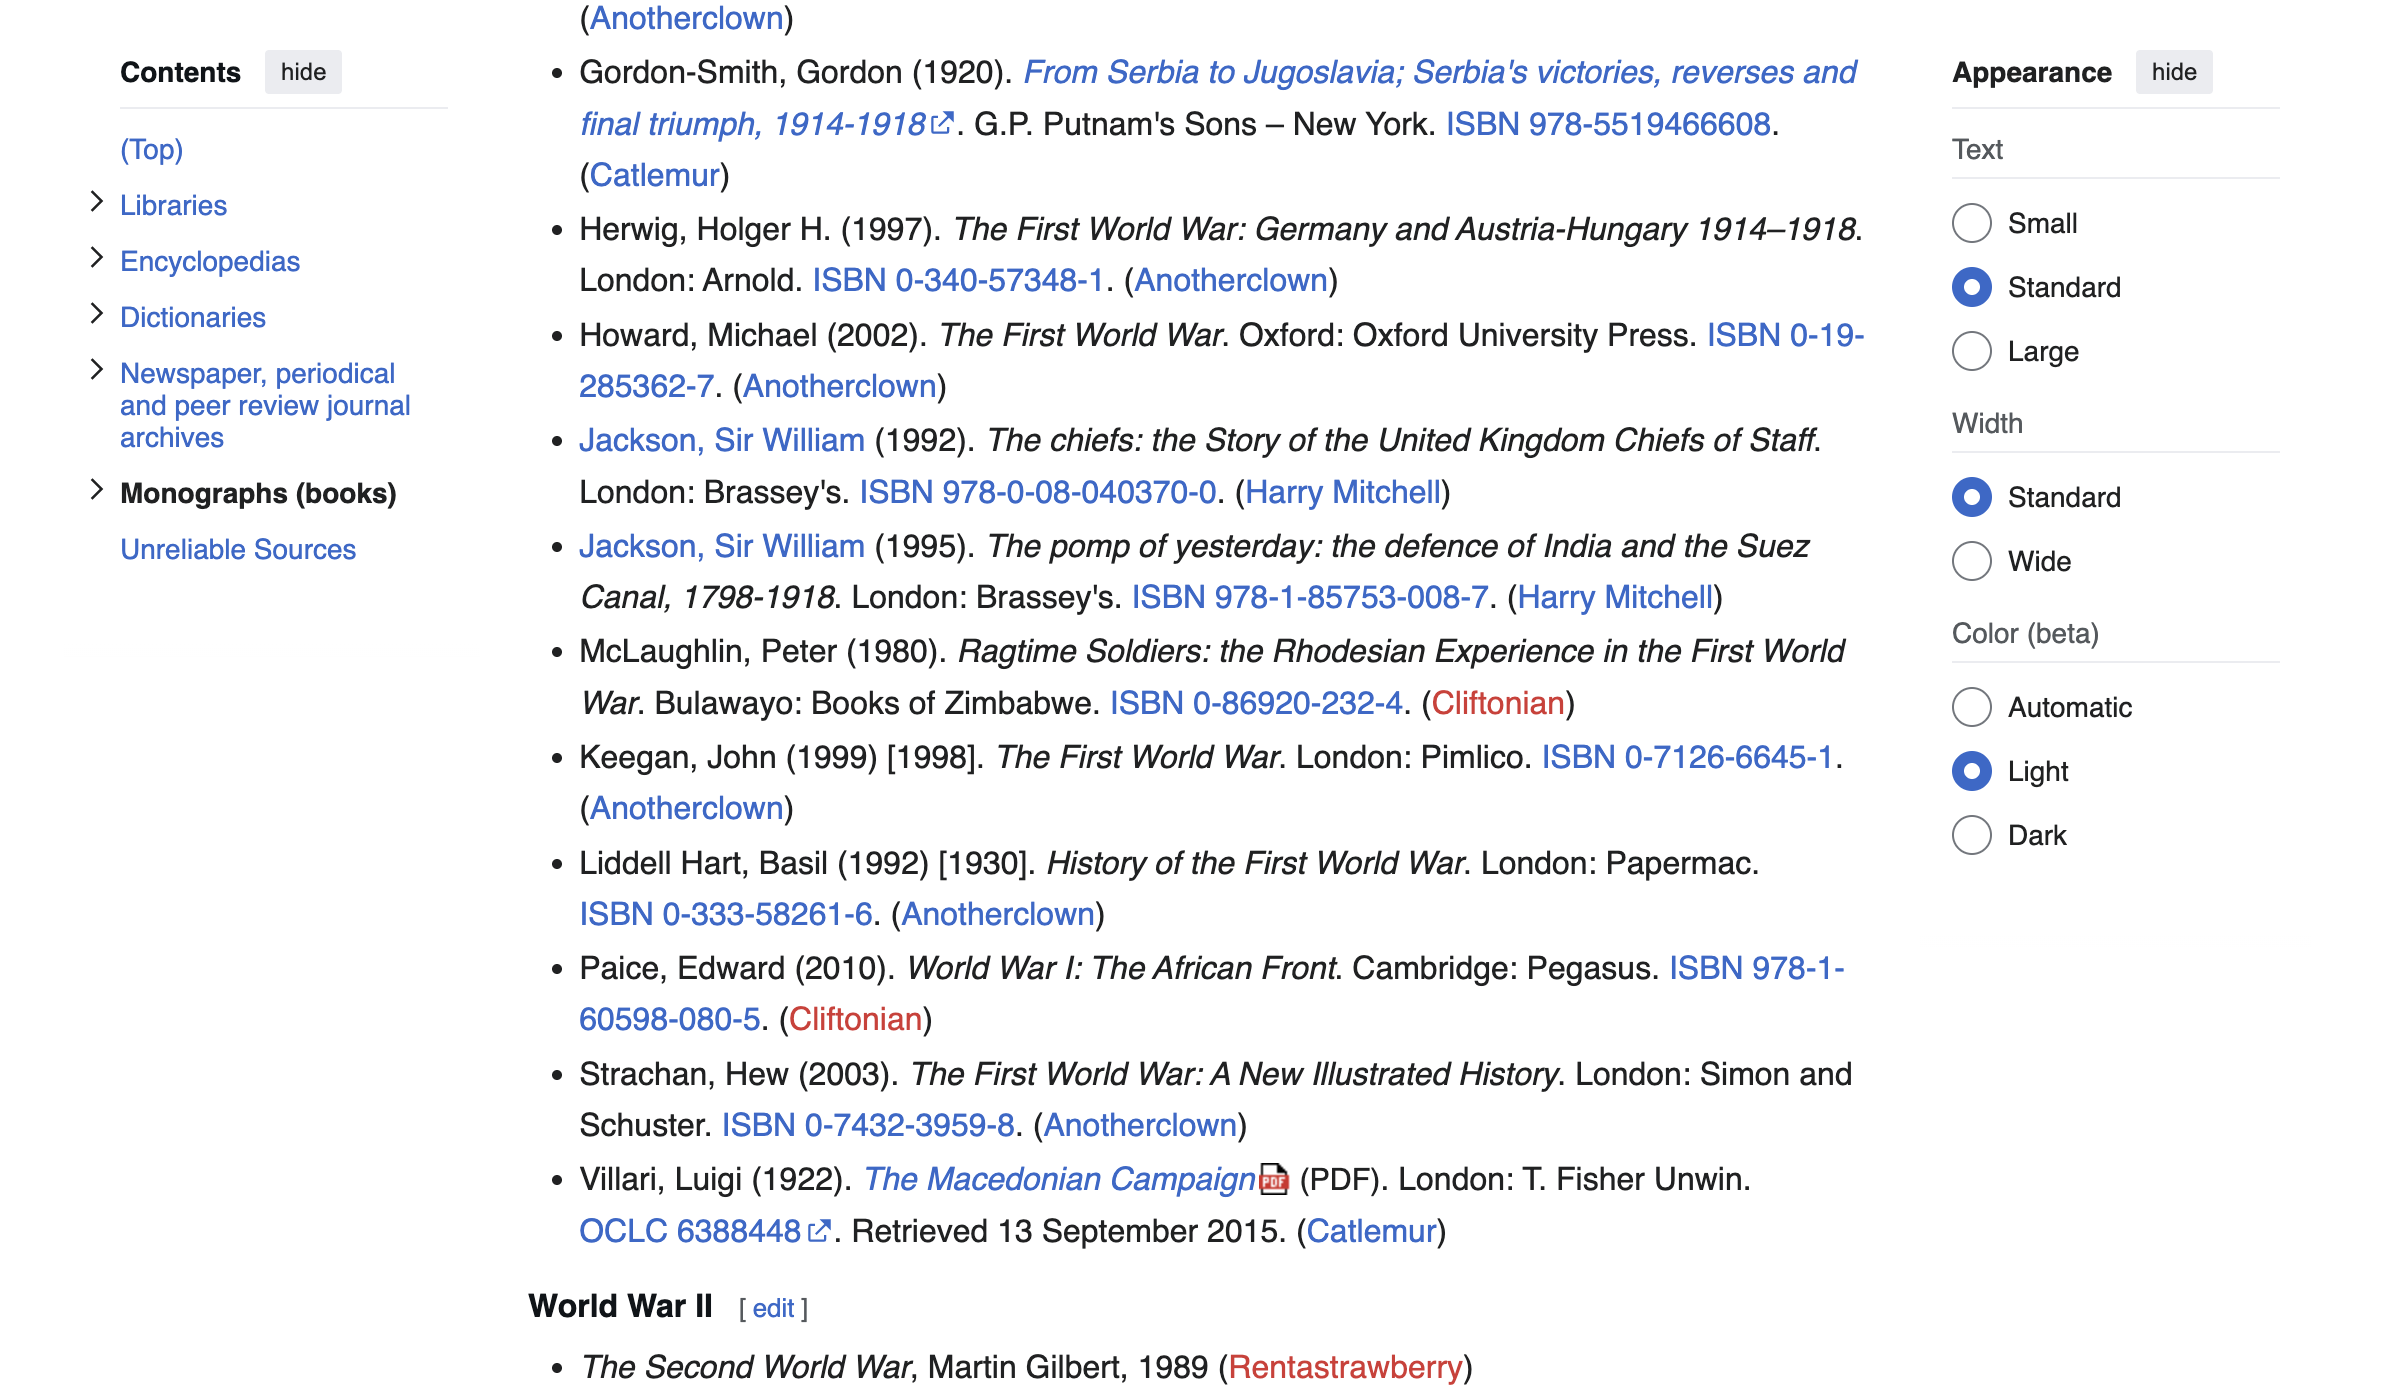 Contents hide
(Top)
Libraries
Encyclopedias
Dictionaries
Newspaper, periodical
and peer review journal
archives
Monographs (books)
Unreliable Sources
(Anotherclown)
• Gordon-Smith, Gordon (1920). From Serbia to Jugoslavia; Serbia's victories, reverses and
final triumph, 1914-1918. G.P. Putnam's Sons – New York. ISBN 978-5519466608.
(Catlemur)
• Herwig, Holger H. (1997). The First World War: Germany and Austria-Hungary 1914–1918.
London: Arnold. ISBN 0-340-57348-1. (Anotherclown)
• Howard, Michael (2002). The First World War. Oxford: Oxford University Press. ISBN 0-19-
285362-7. (Anotherclown)
• Jackson, Sir William (1992). The chiefs: the Story of the United Kingdom Chiefs of Staff.
London: Brassey's. ISBN 978-0-08-040370-0. (Harry Mitchell)
• Jackson, Sir William (1995). The pomp of yesterday: the defence of India and the Suez
Canal, 1798-1918. London: Brassey's. ISBN 978-1-85753-008-7. (Harry Mitchell)
• McLaughlin, Peter (1980). Ragtime Soldiers: the Rhodesian Experience in the First World
War. Bulawayo: Books of Zimbabwe. ISBN 0-86920-232-4. (Cliftonian)
• Keegan, John (1999) [1998]. The First World War. London: Pimlico. ISBN 0-7126-6645-1.
(Anotherclown)
• Liddell Hart, Basil (1992) [1930]. History of the First World War. London: Papermac.
ISBN 0-333-58261-6. (Anotherclown)
• Paice, Edward (2010). World War I: The African Front. Cambridge: Pegasus. ISBN 978-1-
60598-080-5. (Cliftonian)
• Strachan, Hew (2003). The First World War: A New Illustrated History. London: Simon and
Schuster. ISBN 0-7432-3959-8. (Anotherclown)
• Villari, Luigi (1922). The Macedonian Campaign PDF (PDF). London: T. Fisher Unwin.
OCLC 6388448. Retrieved 13 September 2015. (Catlemur)
World War II [ edit ]
• The Second World War, Martin Gilbert, 1989 (Rentastrawberry)
Appearance hide
Text
Small
Standard
Large
Width
Standard
Wide
Color (beta)
Automatic
Light
Dark